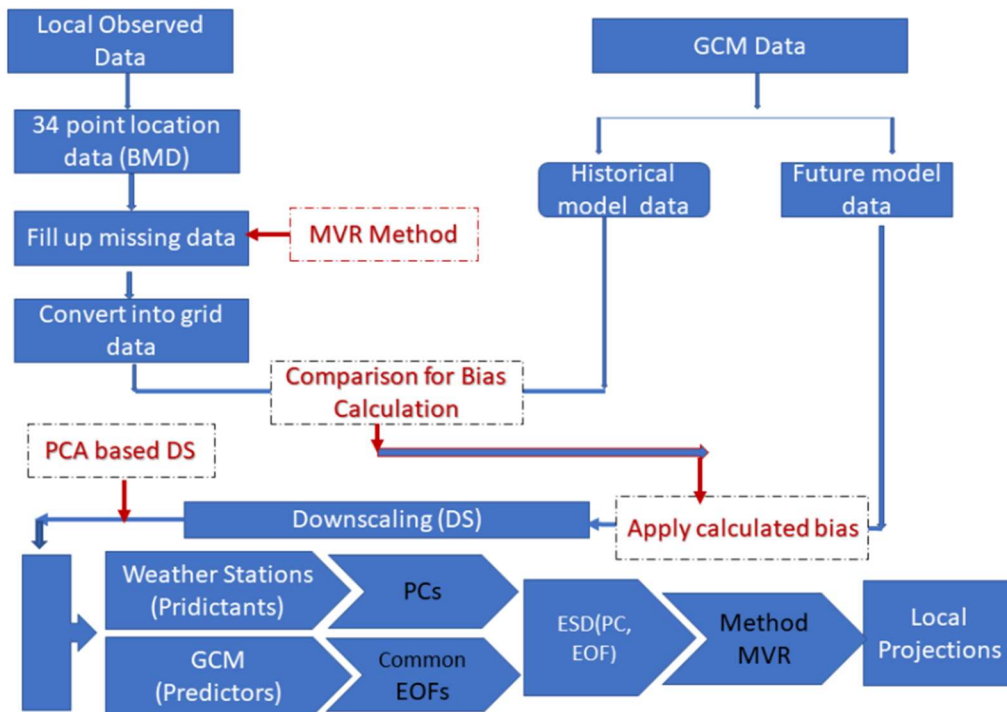 Local Observed
Data
GCM Data
34 point location
data (BMD)
Historical
model data
Future model
data
Fill up missing data
MVR Method
Convert into grid
data
Comparison for Bias
Calculation
PCA based DS
Downscaling (DS)
Apply calculated bias
Weather Stations
(Pridictants)
PCs
ESD(PC,
EOF)
Method
MVR
Local
Projections
GCM
(Predictors)
Common
EOFs